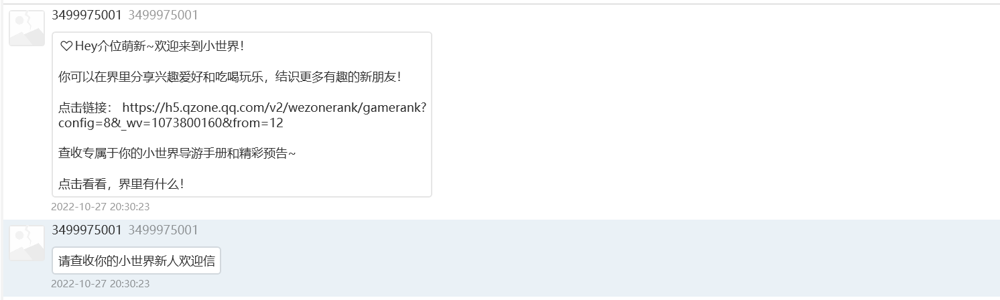 3499975001 3499975001
♡Hey介位萌新~欢迎来到小世界!
你可以在界里分享兴趣爱好和吃喝玩乐，结识更多有趣的新朋友!
点击链接： https://h5.qzone.qq.com/v2/wezonerank/gamerank?
config=8&_wv=1073800160&from=12
查收专属于你的小世界导游手册和精彩预告~
点击看看，界里有什么!
2022-10-27 20:30:23
3499975001 3499975001
请查收你的小世界新人欢迎信
2022-10-27 20:30:23